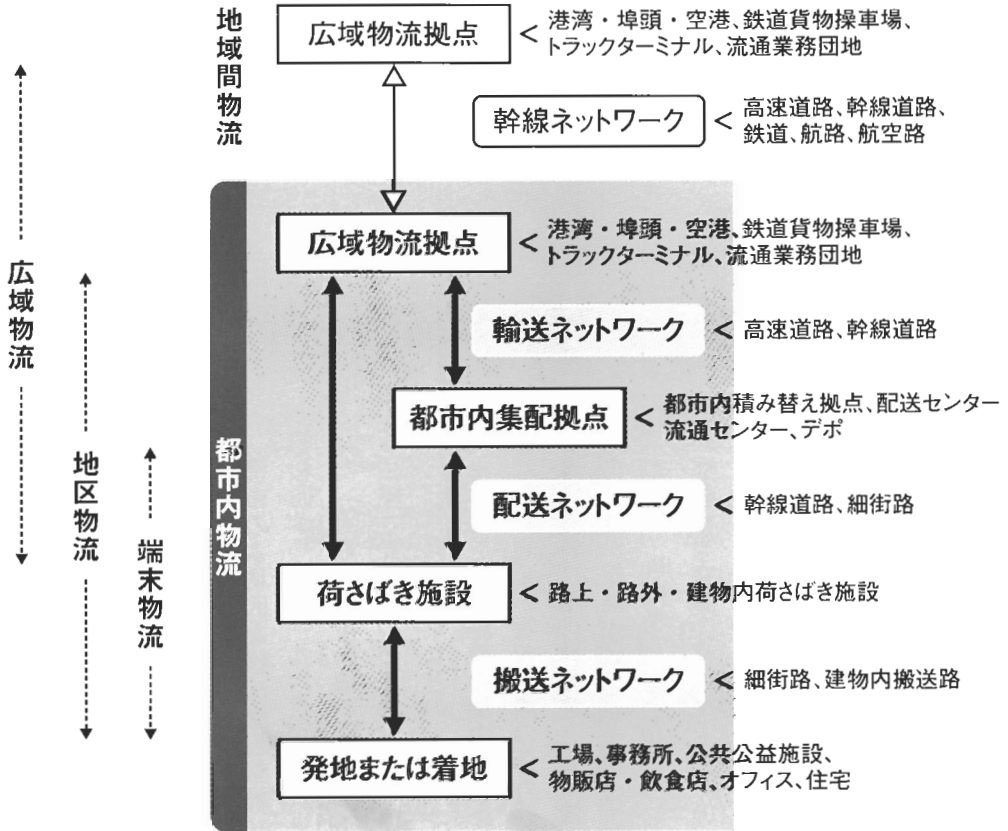 地域間物流
広域物流拠点
< 港湾・埠頭・空港、鉄道貨物操車場、
トラックターミナル、流通業務団地
幹線ネットワーク
< 高速道路、幹線道路、
鉄道、航路、航空路
広域物流拠点
< 港湾・埠頭・空港、鉄道貨物操車場、
トラックターミナル、流通業務団地
広域物流
輸送ネットワーク
< 高速道路、幹線道路
都市内集配拠点
< 都市内積み替え拠点、配送センター
流通センター、デポ
地区物流
都市内物流
配送ネットワーク
< 幹線道路、細街路
端末物流
荷さばき施設
< 路上・路外・建物内荷さばき施設
搬送ネットワーク
< 細街路、建物内搬送路
発地または着地
< 工場、事務所、公共公益施設、
物販店・飲食店、オフィス、住宅